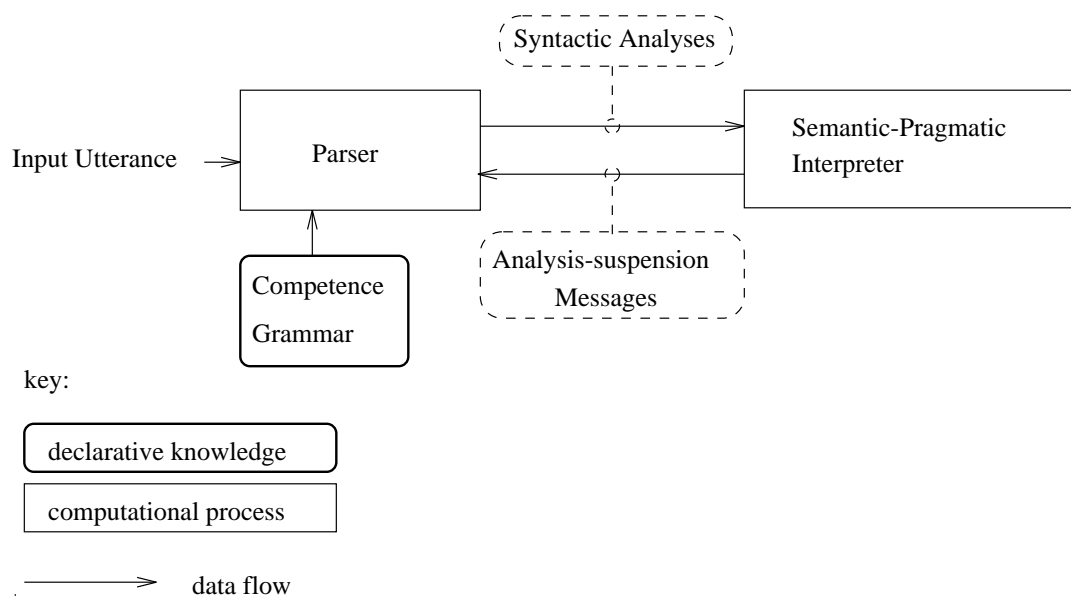 Syntactic Analyses
Input Utterance
Parser
Semantic-Pragmatic
Interpreter
Analysis-suspension
Messages
Competence
Grammar
key:
declarative knowledge
computational process
data flow